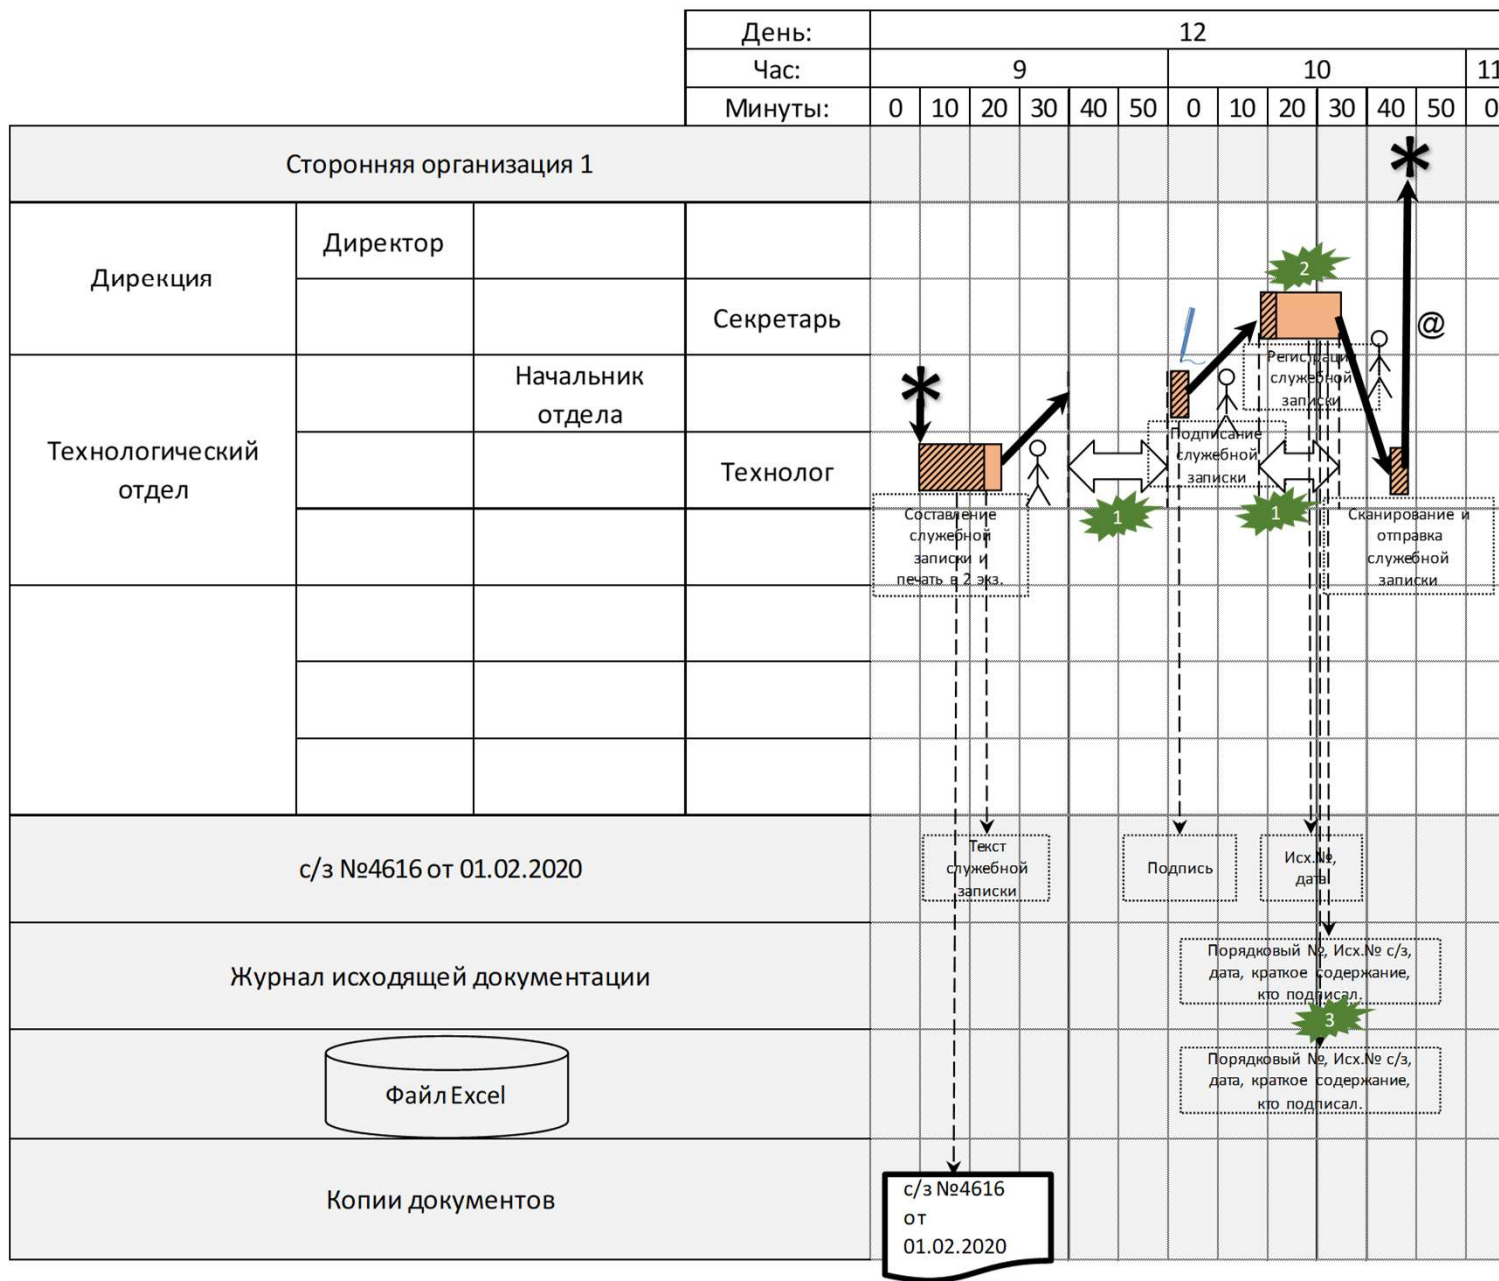 День: 12
Час: 9 10 11
Минуты: 0 10 20 30 40 50 0 10 20 30 40 50 0
Сторонняя организация 1
Дирекция
Директор
Секретарь
2
@
Регистрация
служебной
записки
Технологический
отдел
Начальник
отдела
Технолог
Подписание
служебной
записки
1
1
Составление
служебной
записки и
печать в 2 экз.
Сканирование и
отправка
служебной
записки
с/з №4616 от 01.02.2020
Текст
служебной
записки
Подпись
Исх.№,
дата
Журнал исходящей документации
Порядковый №, Исх.№ с/з,
дата, краткое содержание,
кто подписал.
3
Файл Excel
Порядковый №, Исх.№ с/з,
дата, краткое содержание,
кто подписал.
Копии документов
с/з №4616
от
01.02.2020